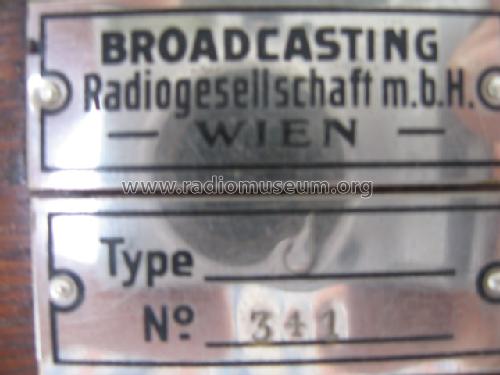 BROADCASTING
Radiogesellschaft m.b.H.
— WIEN —
www.radiomuseum.org
Type
Nº 341